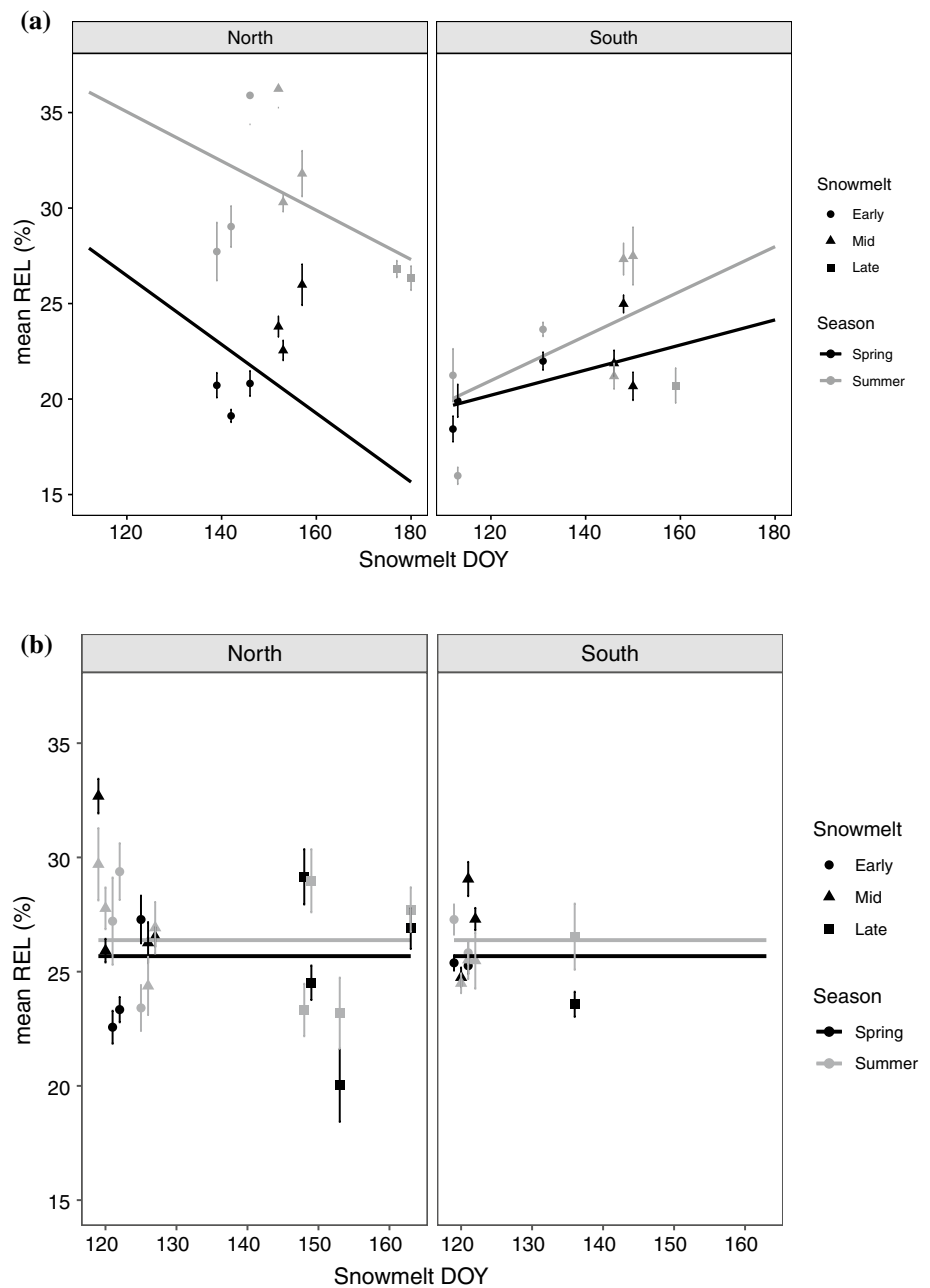 (a)
North South
35
30
25
20
15
mean REL (%)
120 140 160 180 120 140 160 180
Snowmelt DOY
Snowmelt
Early
Mid
Late
Season
Spring
Summer
(b)
North South
35
30
25
20
15
mean REL (%)
120 130 140 150 160 120 130 140 150 160
Snowmelt DOY
Snowmelt
Early
Mid
Late
Season
Spring
Summer